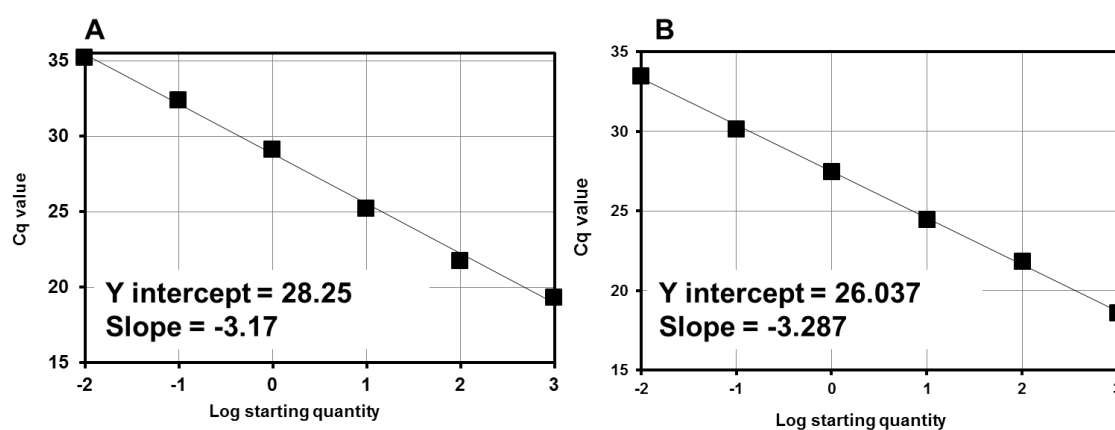 A
35
30
25
20
15
Cq value
Y intercept = 28.25
Slope = -3.17
-2 -1 0 1 2 3
Log starting quantity
B
35
30
25
20
15
Cq value
Y intercept = 26.037
Slope = -3.287
-2 -1 0 1 2 3
Log starting quantity